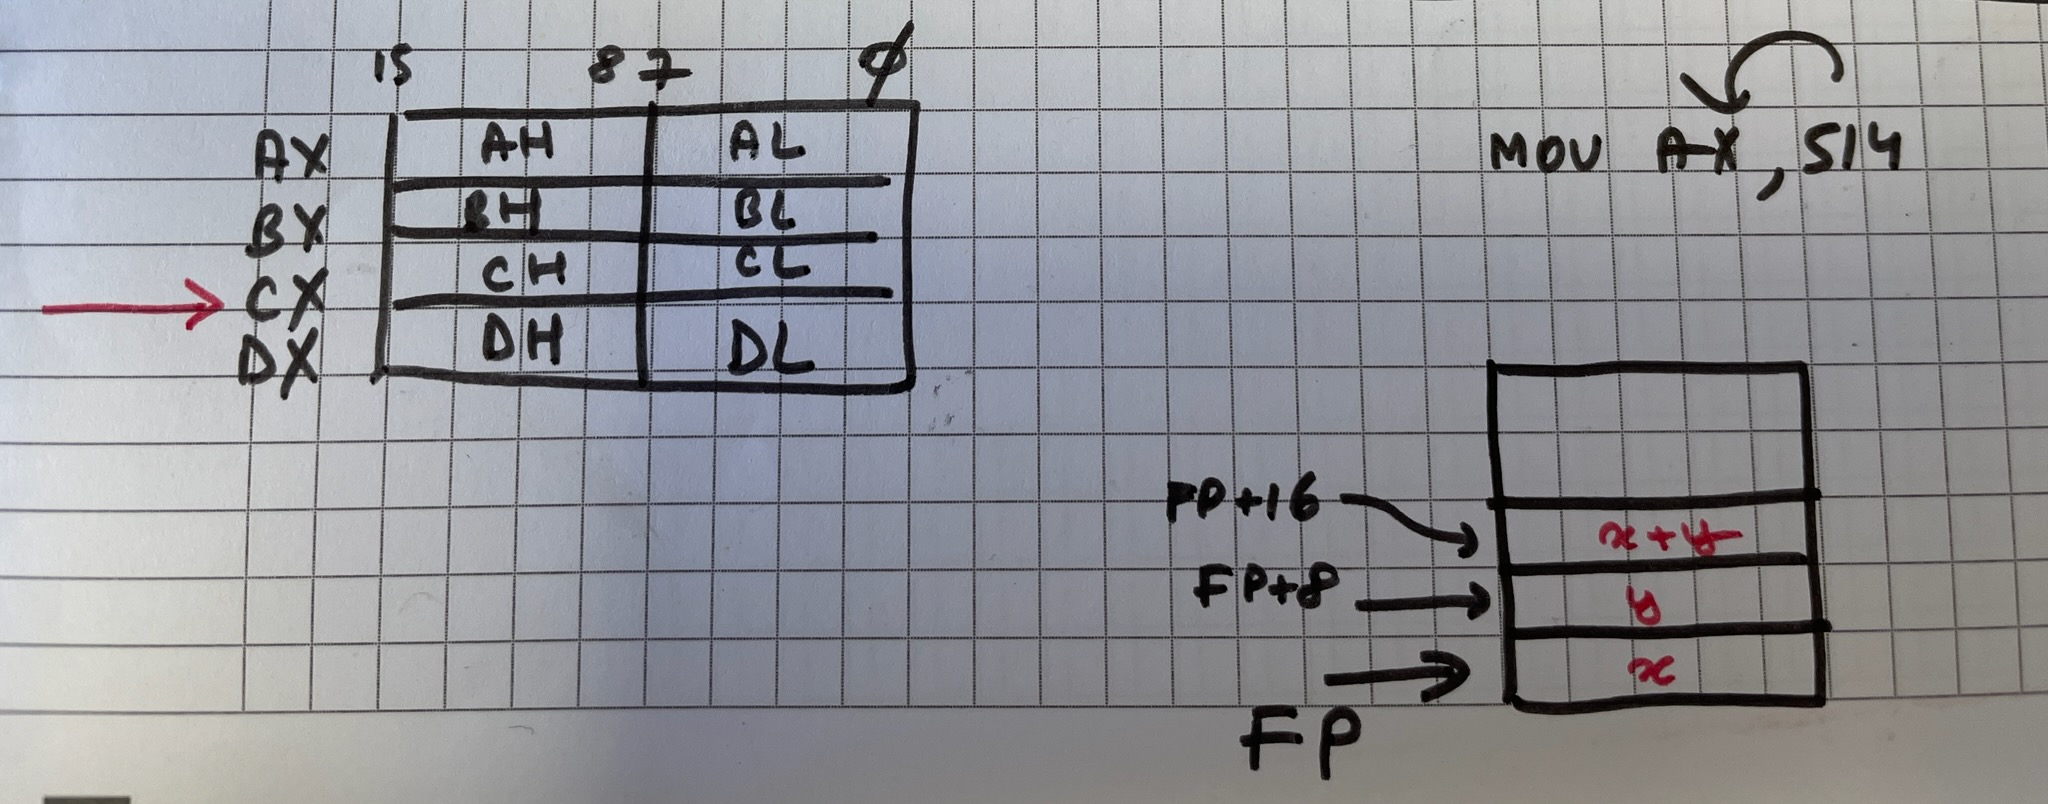 15 8 7 0
AX AH AL
BX BH BL
CX CH CL
DX DH DL
MOV AX, 514
FP+16 x+y
FP+8 y
FP x